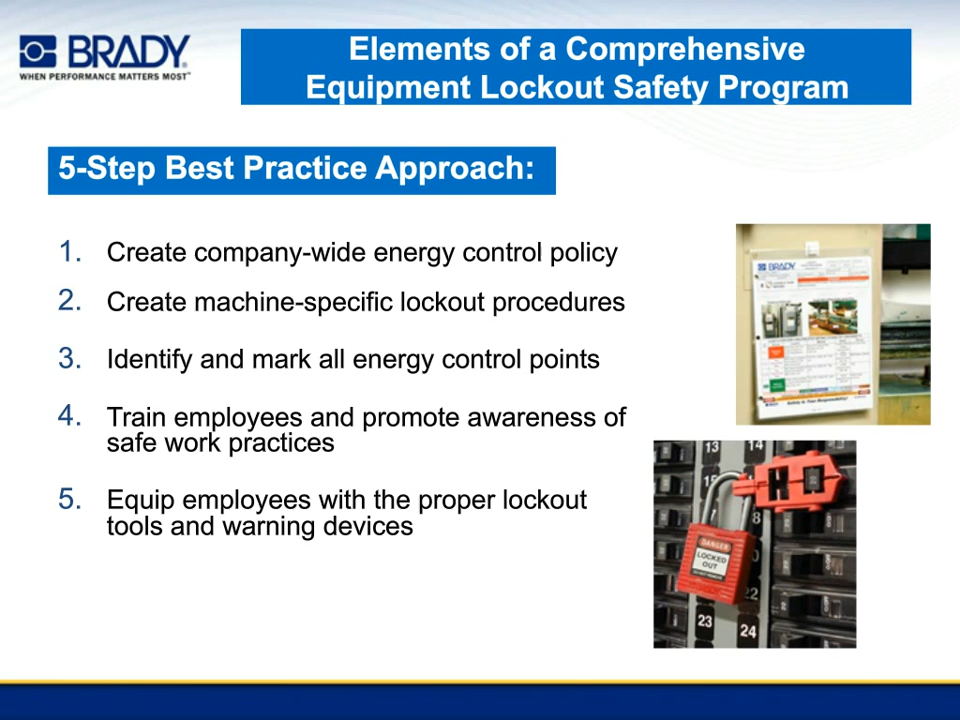 BRADY
WHEN PERFORMANCE MATTERS MOST™
Elements of a Comprehensive
Equipment Lockout Safety Program
5-Step Best Practice Approach:
1. Create company-wide energy control policy
2. Create machine-specific lockout procedures
3. Identify and mark all energy control points
4. Train employees and promote awareness of
safe work practices
5. Equip employees with the proper lockout
tools and warning devices
BRADY
13 14
DANGER
LOCKED
OUT
22
23
24